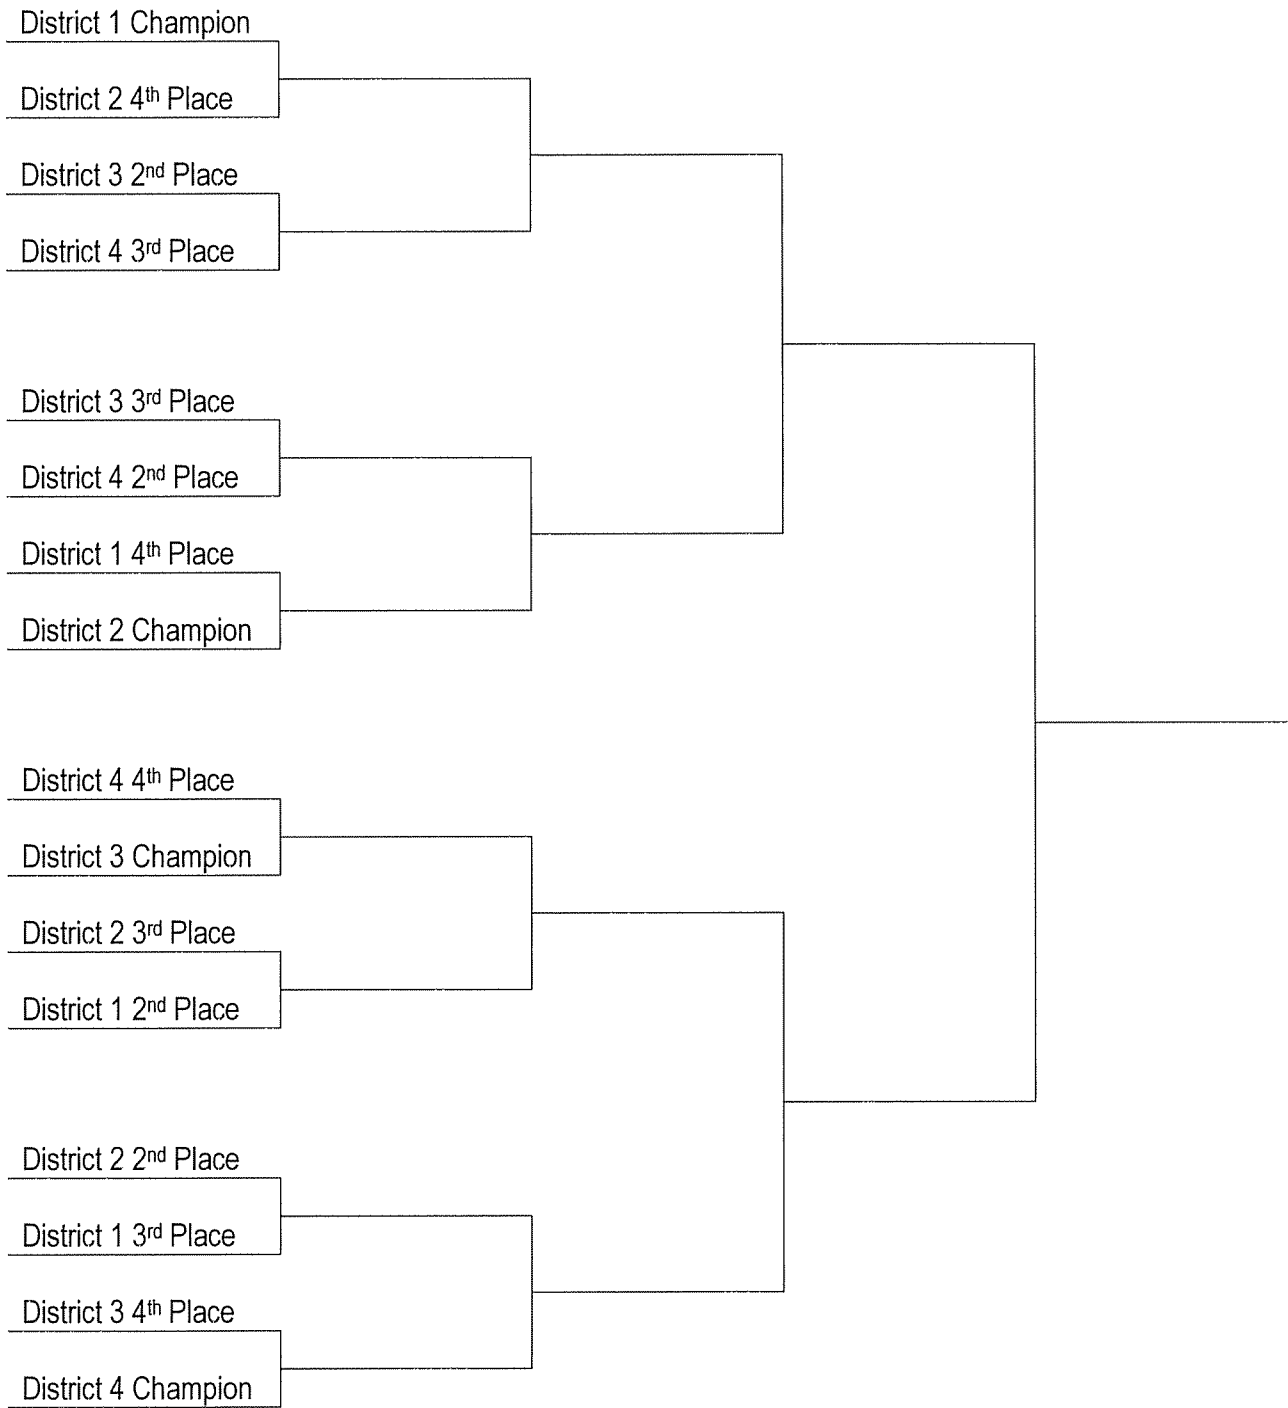 District 1 Champion
District 2 4th Place
District 3 2nd Place
District 4 3rd Place
District 3 3rd Place
District 4 2nd Place
District 1 4th Place
District 2 Champion
District 4 4th Place
District 3 Champion
District 2 3rd Place
District 1 2nd Place
District 2 2nd Place
District 1 3rd Place
District 3 4th Place
District 4 Champion